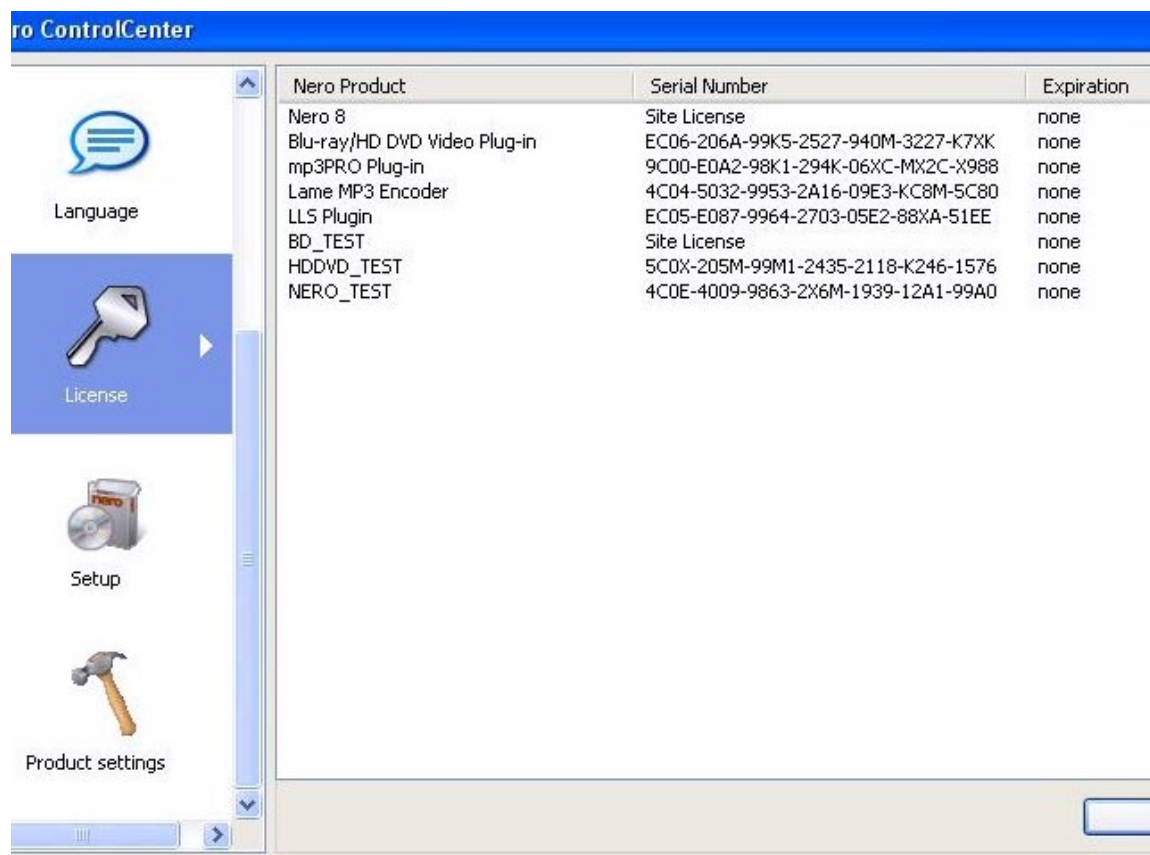 ro ControlCenter
Language
License
nero
Setup
Product settings
Nero Product Serial Number Expiration
Nero 8 Site License none
Blu-ray/HD DVD Video Plug-in EC06-206A-99K5-2527-940M-3227-K7XK none
mp3PRO Plug-in 9C00-E0A2-98K1-294K-06XC-MX2C-X988 none
Lame MP3 Encoder 4C04-5032-9953-2A16-09E3-KC8M-5C80 none
LLS Plugin EC05-E087-9964-2703-05E2-88XA-51EE none
BD_TEST Site License none
HDDVD_TEST 5C0X-205M-99M1-2435-2118-K246-1576 none
NERO_TEST 4C0E-4009-9863-2X6M-1939-12A1-99A0 none